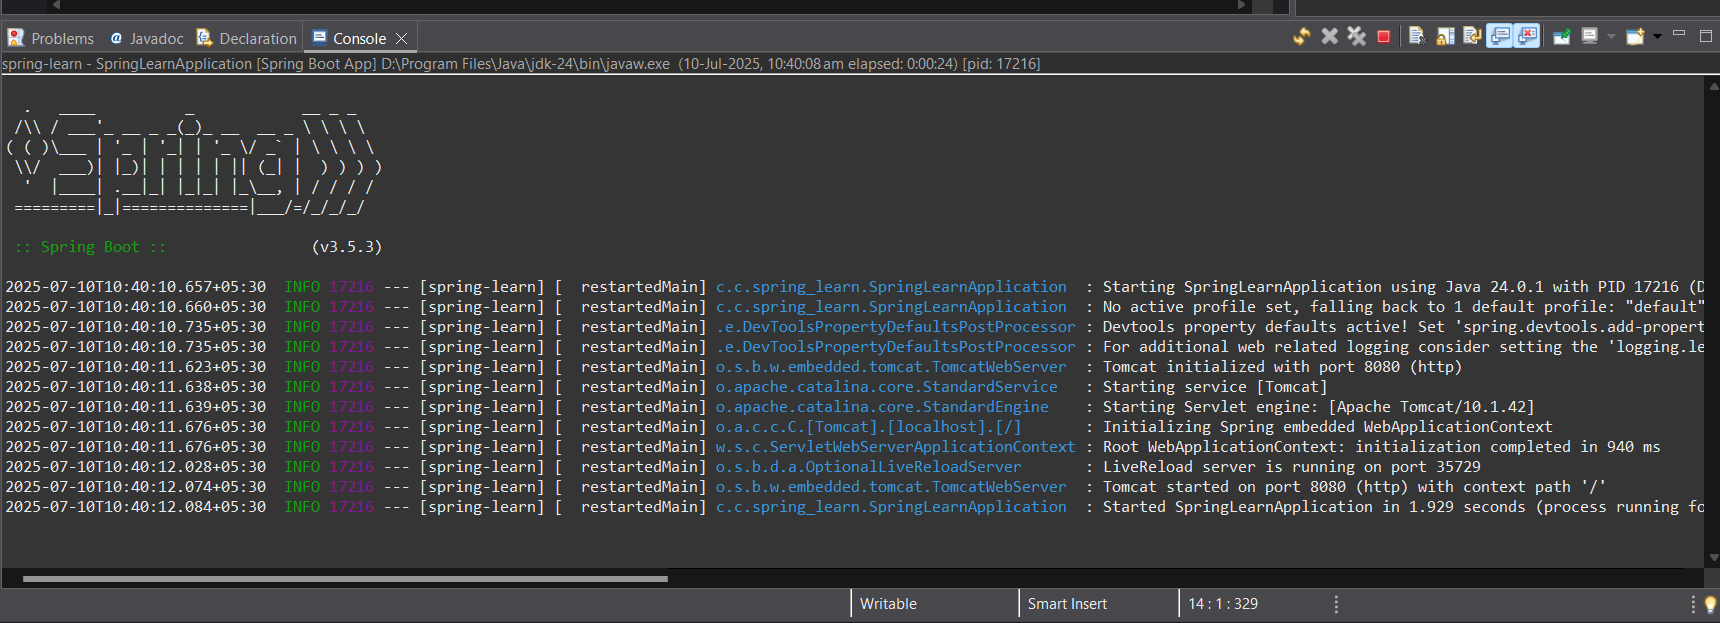 Problems Javadoc Declaration Console
spring-learn - SpringLearnApplication [Spring Boot App] D:\Program Files\Java\jdk-24\bin\javaw.exe (10-Jul-2025, 10:40:08 am elapsed: 0:00:24) [pid: 17216]
Spring
:: Spring Boot :: (v3.5.3)
2025-07-10T10:40:10.657+05:30 INFO 17216 --- [spring-learn] [ restartedMain] c.c.spring_learn.SpringLearnApplication : Starting SpringLearnApplication using Java 24.0.1 with PID 17216 (D
2025-07-10T10:40:10.660+05:30 INFO 17216 --- [spring-learn] [ restartedMain] c.c.spring_learn.SpringLearnApplication : No active profile set, falling back to 1 default profile: "default"
2025-07-10T10:40:10.735+05:30 INFO 17216 --- [spring-learn] [ restartedMain] .e.DevToolsPropertyDefaultsPostProcessor : Devtools property defaults active! Set 'spring.devtools.add-propert
2025-07-10T10:40:10.735+05:30 INFO 17216 --- [spring-learn] [ restartedMain] .e.DevToolsPropertyDefaultsPostProcessor : For additional web related logging consider setting the 'logging.le
2025-07-10T10:40:11.623+05:30 INFO 17216 --- [spring-learn] [ restartedMain] o.s.b.w.embedded.tomcat.TomcatWebServer : Tomcat initialized with port 8080 (http)
2025-07-10T10:40:11.638+05:30 INFO 17216 --- [spring-learn] [ restartedMain] o.apache.catalina.core.StandardService : Starting service [Tomcat]
2025-07-10T10:40:11.639+05:30 INFO 17216 --- [spring-learn] [ restartedMain] o.apache.catalina.core.StandardEngine : Starting Servlet engine: [Apache Tomcat/10.1.42]
2025-07-10T10:40:11.676+05:30 INFO 17216 --- [spring-learn] [ restartedMain] o.a.c.c.C.[Tomcat].[localhost].[/] : Initializing Spring embedded WebApplicationContext
2025-07-10T10:40:11.676+05:30 INFO 17216 --- [spring-learn] [ restartedMain] w.s.c.ServletWebServerApplicationContext : Root WebApplicationContext: initialization completed in 940 ms
2025-07-10T10:40:12.028+05:30 INFO 17216 --- [spring-learn] [ restartedMain] o.s.b.d.a.OptionalLiveReloadServer : LiveReload server is running on port 35729
2025-07-10T10:40:12.074+05:30 INFO 17216 --- [spring-learn] [ restartedMain] o.s.b.w.embedded.tomcat.TomcatWebServer : Tomcat started on port 8080 (http) with context path '/'
2025-07-10T10:40:12.084+05:30 INFO 17216 --- [spring-learn] [ restartedMain] c.c.spring_learn.SpringLearnApplication : Started SpringLearnApplication in 1.929 seconds (process running fo
Writable Smart Insert 14 : 1 : 329